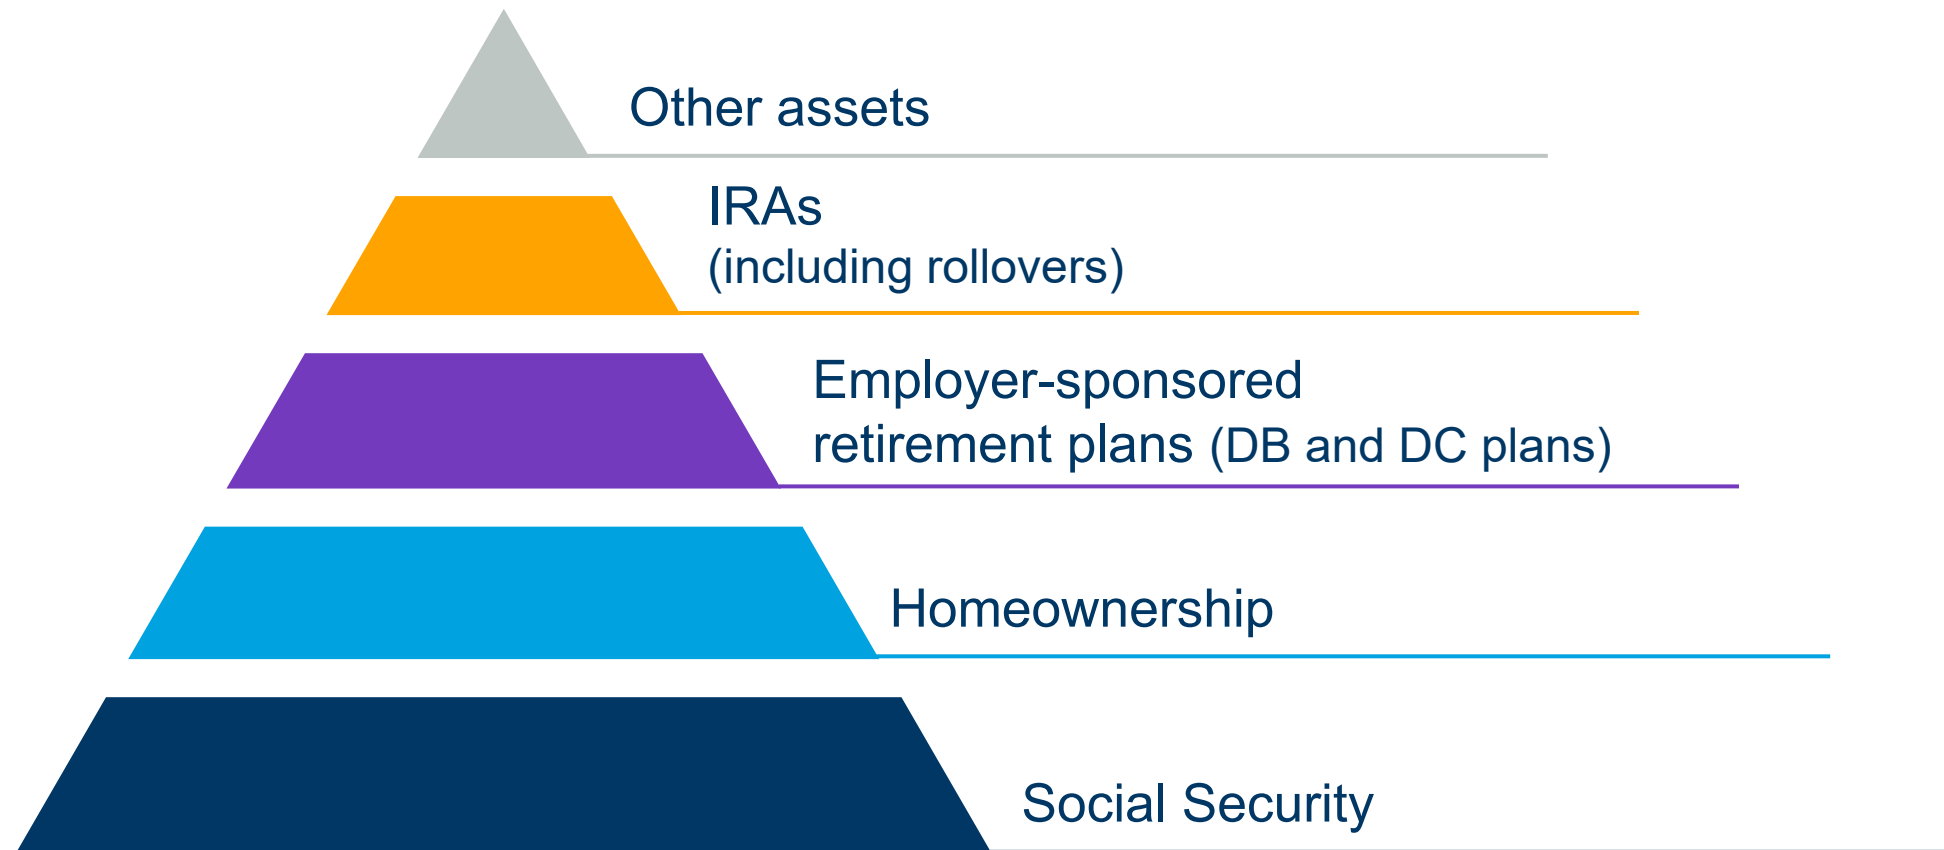 Other assets
IRAs
(including rollovers)
Employer-sponsored
retirement plans (DB and DC plans)
Homeownership
Social Security